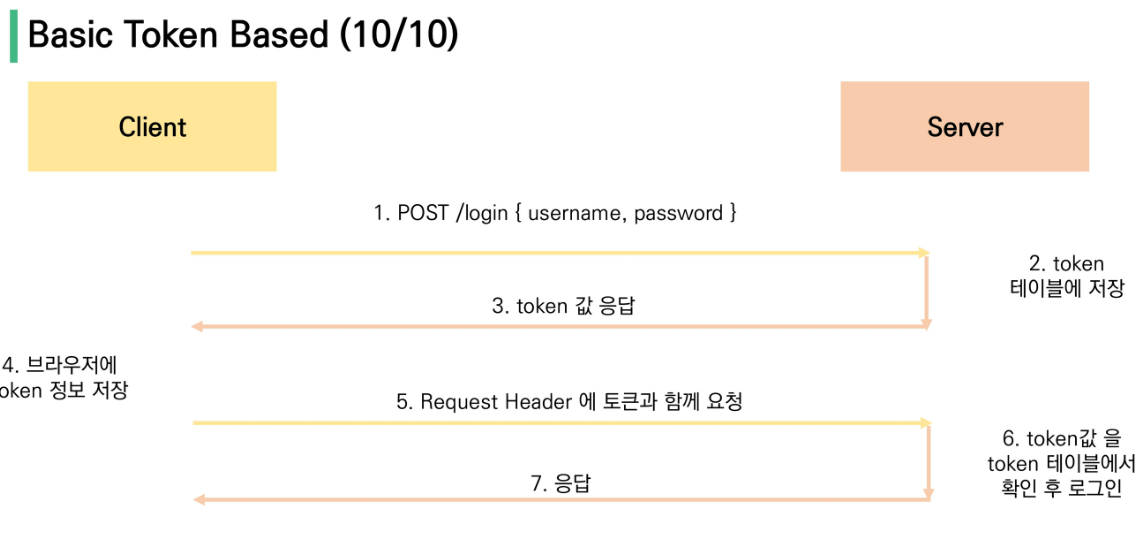 Basic Token Based (10/10)
Client
Server
1. POST /login { username, password }
2. token
테이블에 저장
3. token 값 응답
4. 브라우저에
oken 정보 저장
5. Request Header 에 토큰과 함께 요청
6. token값 을
token 테이블에서
확인 후 로그인
7. 응답